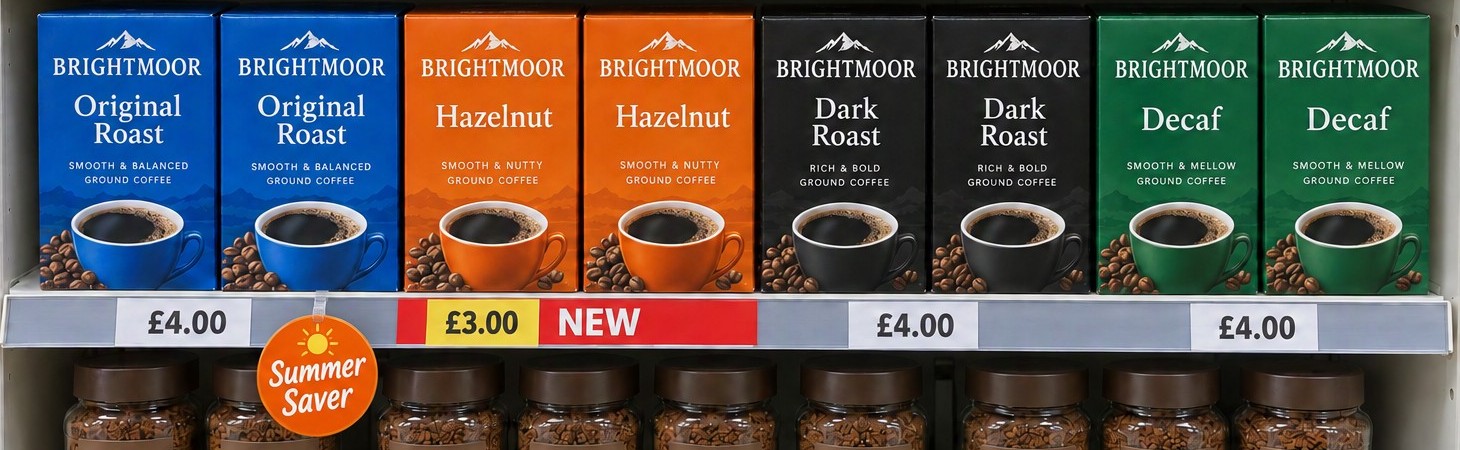 BRIGHTMOOR
Original
Roast
SMOOTH & BALANCED
GROUND COFFEE
BRIGHTMOOR
Original
Roast
SMOOTH & BALANCED
GROUND COFFEE
BRIGHTMOOR
Hazelnut
SMOOTH & NUTTY
GROUND COFFEE
BRIGHTMOOR
Hazelnut
SMOOTH & NUTTY
GROUND COFFEE
BRIGHTMOOR
Dark
Roast
RICH & BOLD
GROUND COFFEE
BRIGHTMOOR
Dark
Roast
RICH & BOLD
GROUND COFFEE
BRIGHTMOOR
Decaf
SMOOTH & MELLOW
GROUND COFFEE
BRIGHTMOOR
Decaf
SMOOTH & MELLOW
GROUND COFFEE
£4.00
£3.00 NEW
£4.00
£4.00
Summer
Saver